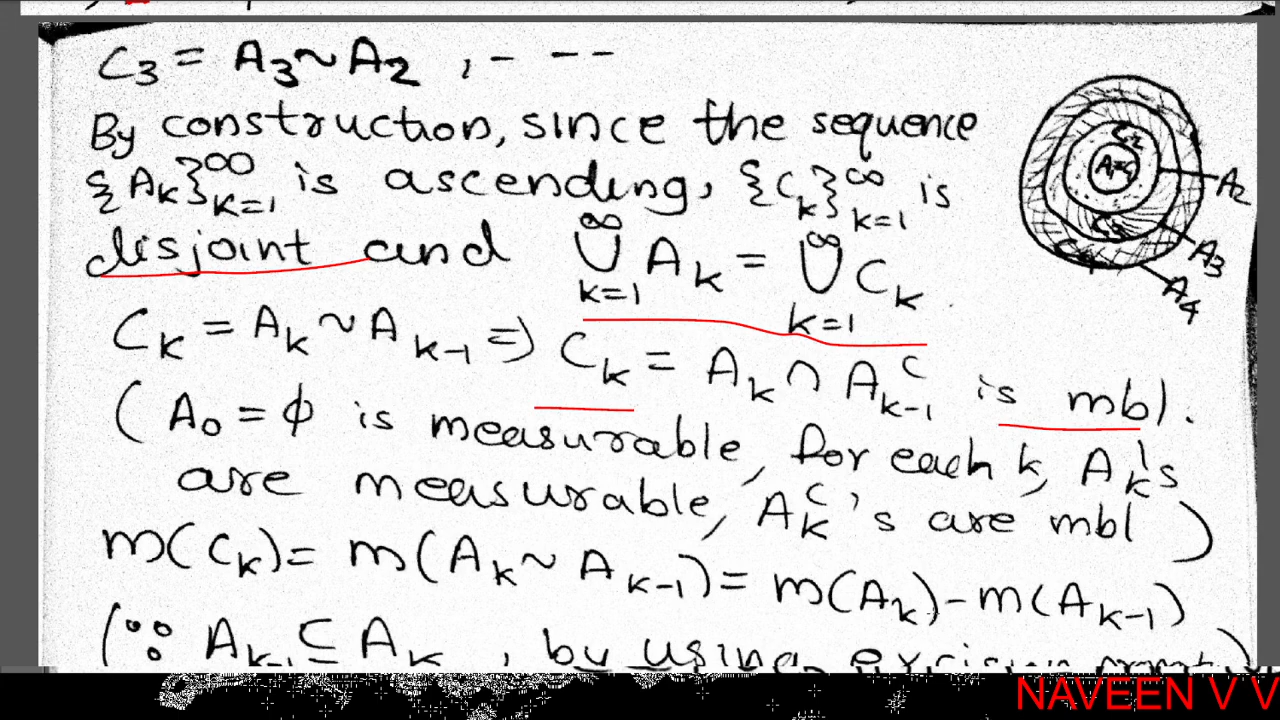 C3 = A3 ~ A2 , - - -
By construction, since the sequence
{Ak}∞k=1 is ascending, {Ck}∞k=1 is
disjoint and ∞∪k=1 Ak = ∞∪k=1 Ck .
Ck = Ak ~ Ak-1 ⇒ Ck = Ak ∩ Ack-1 is mbl.
( A0 = ϕ is measurable, for each k, Ak's
are measurable, Ack's are mbl )
m(Ck) = m(Ak ~ Ak-1) = m(Ak) - m(Ak-1)
(∵ Ak-1 ⊆ Ak , by using excision
C2
A2
C3
A3
A4
NAVEEN V V